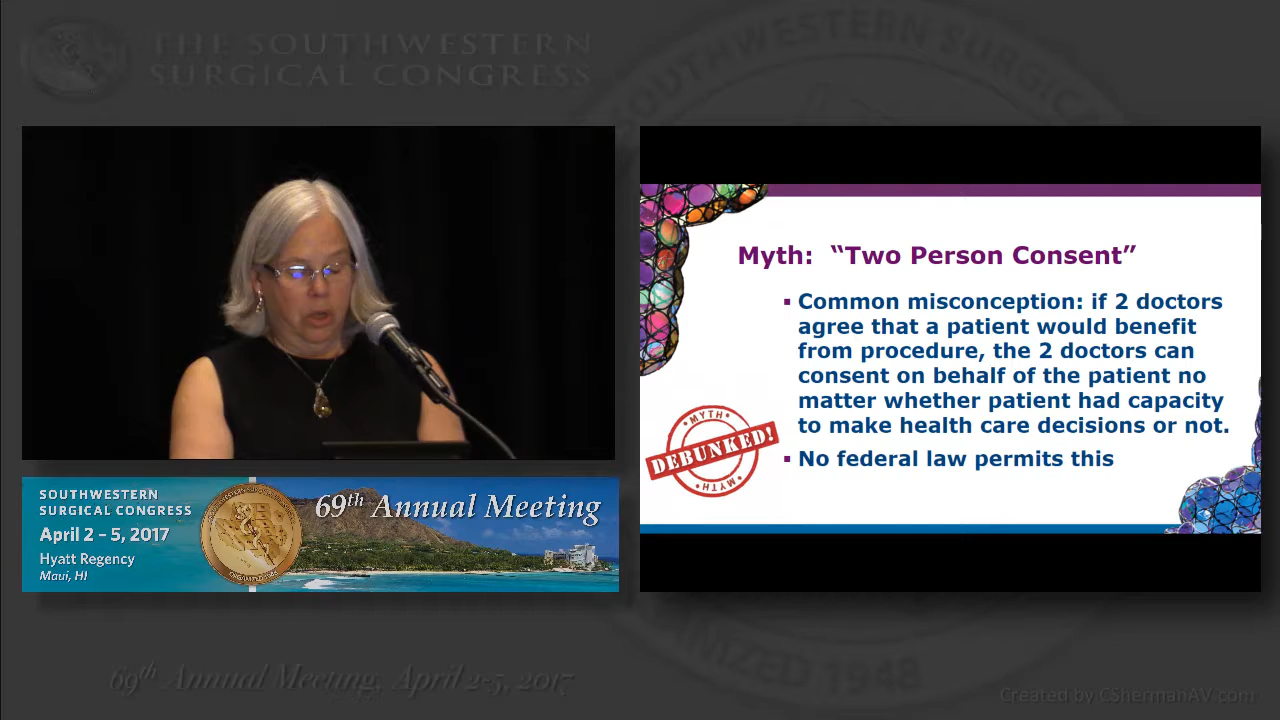 THE SOUTHWESTERN
SURGICAL CONGRESS
Myth: “Two Person Consent”
▪ Common misconception: if 2 doctors
agree that a patient would benefit
from procedure, the 2 doctors can
consent on behalf of the patient no
matter whether patient had capacity
to make health care decisions or not.
▪ No federal law permits this
MYTH
DEBUNKED!
MYTH
SOUTHWESTERN
SURGICAL CONGRESS
April 2 – 5, 2017
Hyatt Regency
Maui, HI
69th Annual Meeting
69th Annual Meeting, April 2-5, 2017
Created by CShermanAV.com